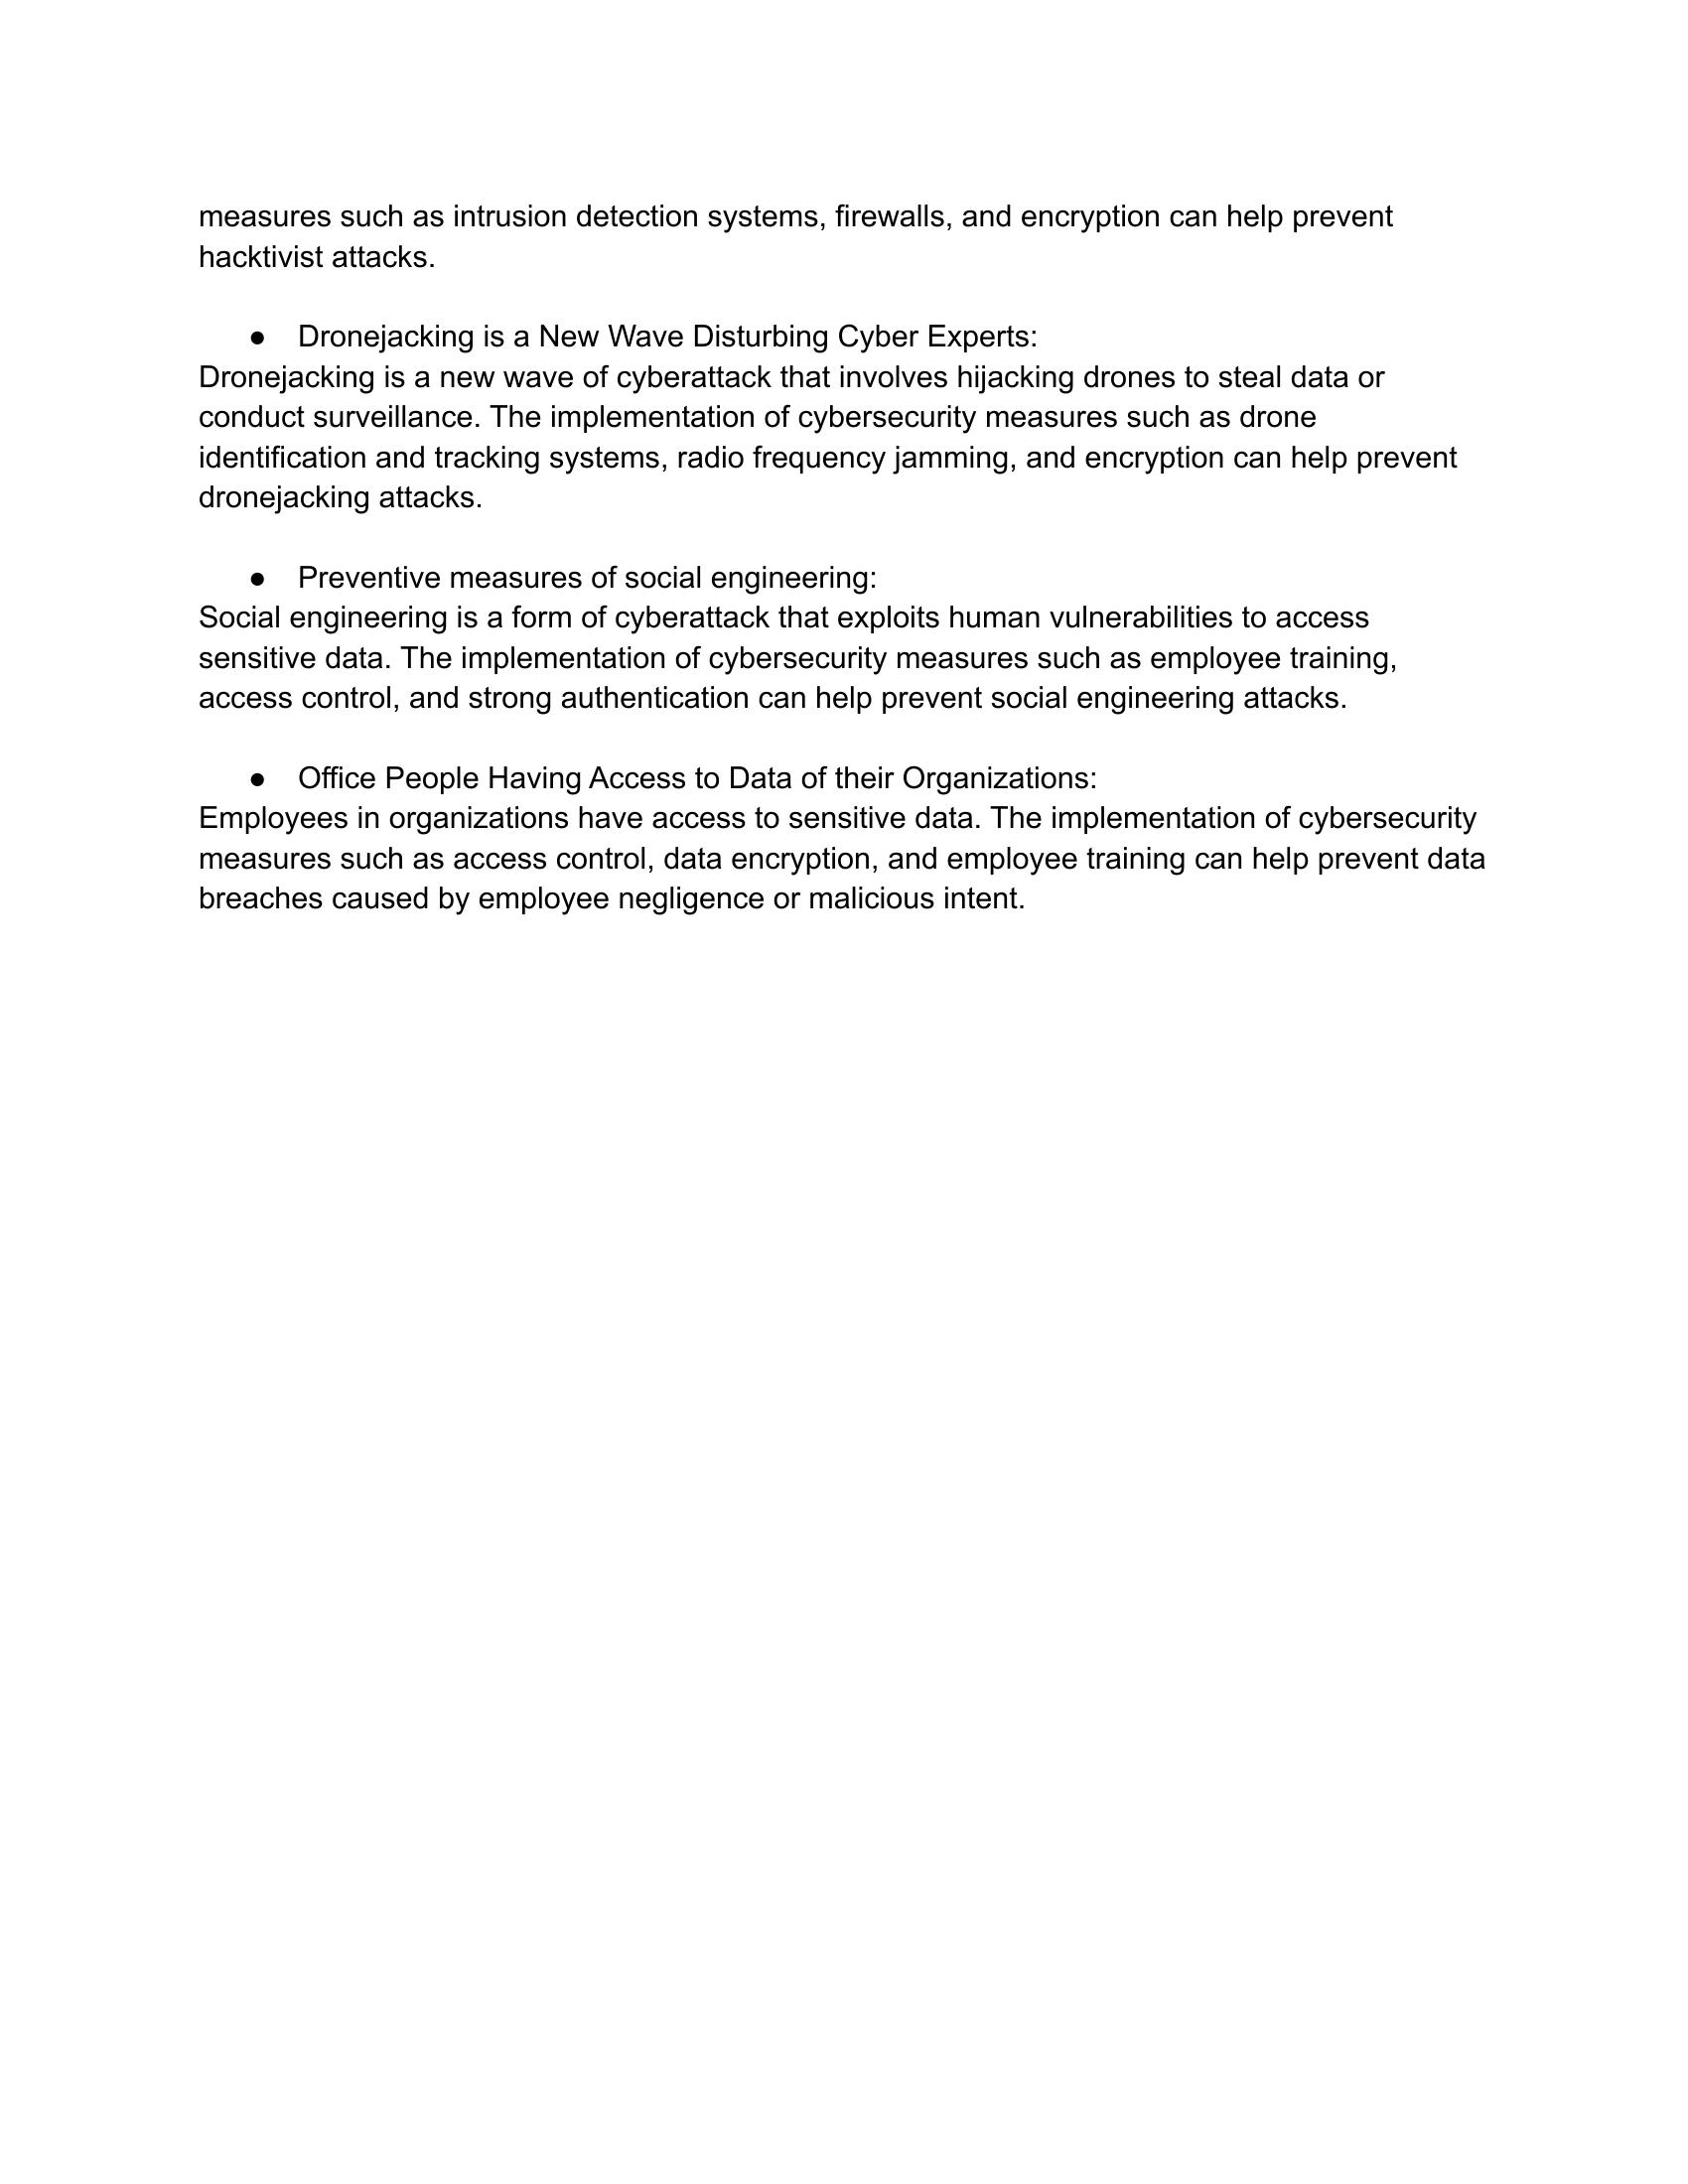 measures such as intrusion detection systems, firewalls, and encryption can help prevent
hacktivist attacks.
● Dronejacking is a New Wave Disturbing Cyber Experts:
Dronejacking is a new wave of cyberattack that involves hijacking drones to steal data or
conduct surveillance. The implementation of cybersecurity measures such as drone
identification and tracking systems, radio frequency jamming, and encryption can help prevent
dronejacking attacks.
● Preventive measures of social engineering:
Social engineering is a form of cyberattack that exploits human vulnerabilities to access
sensitive data. The implementation of cybersecurity measures such as employee training,
access control, and strong authentication can help prevent social engineering attacks.
● Office People Having Access to Data of their Organizations:
Employees in organizations have access to sensitive data. The implementation of cybersecurity
measures such as access control, data encryption, and employee training can help prevent data
breaches caused by employee negligence or malicious intent.